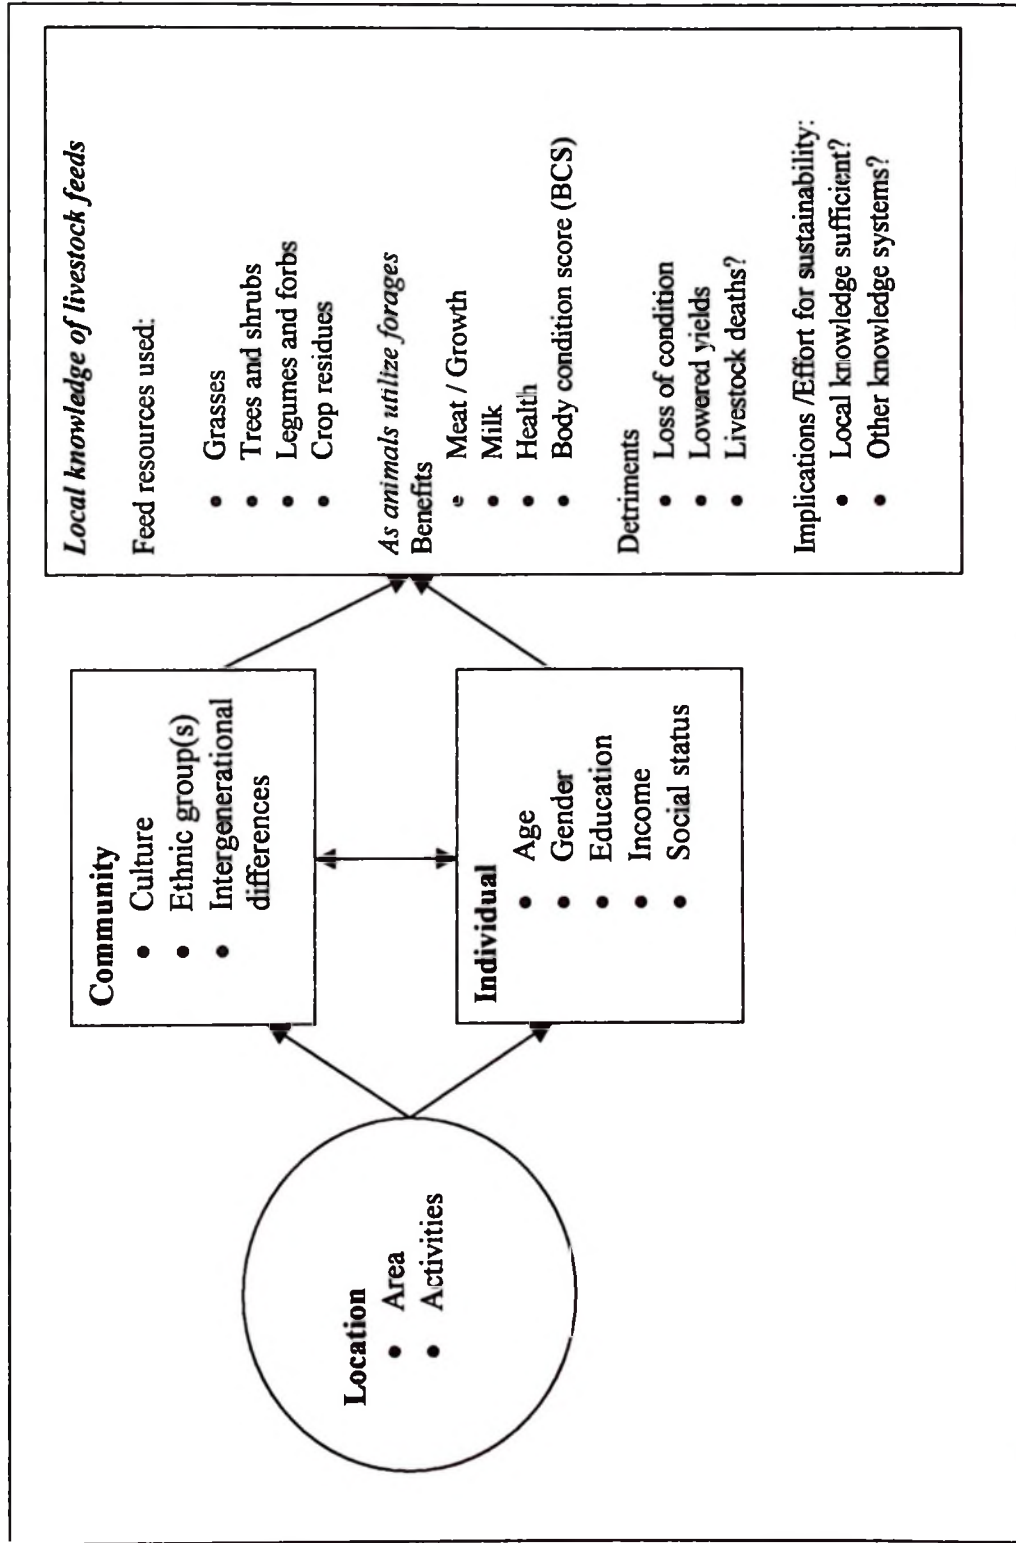 Location
• Area
• Activities
Community
• Culture
• Ethnic group(s)
• Intergenerational
differences
Individual
• Age
• Gender
• Education
• Income
• Social status
Local knowledge of livestock feeds
Feed resources used:
• Grasses
• Trees and shrubs
• Legumes and forbs
• Crop residues
As animals utilize forages
Benefits
• Meat / Growth
• Milk
• Health
• Body condition score (BCS)
Detriments
• Loss of condition
• Lowered yields
• Livestock deaths?
Implications /Effort for sustainability:
• Local knowledge sufficient?
• Other knowledge systems?